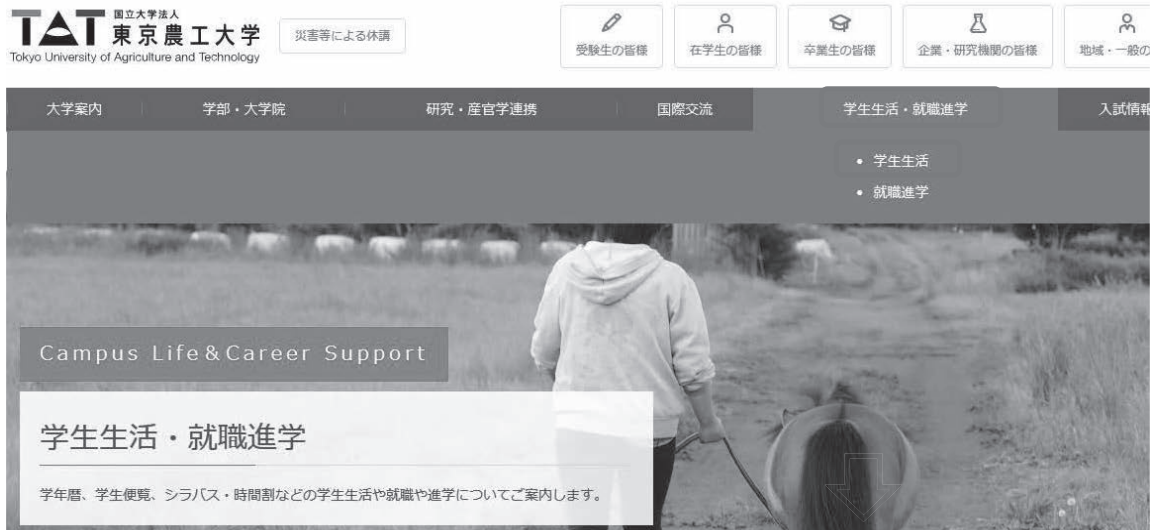 TAT
国立大学法人
東京農工大学
Tokyo University of Agriculture and Technology
災害等による休講
受験生の皆様
在学生の皆様
卒業生の皆様
企業・研究機関の皆様
地域・一般の
大学案内
学部・大学院
研究・産官学連携
国際交流
学生生活・就職進学
入試情報
• 学生生活
• 就職進学
Campus Life&Career Support
学生生活・就職進学
学年暦、学生便覧、シラバス・時間割などの学生生活や就職や進学についてご案内します。